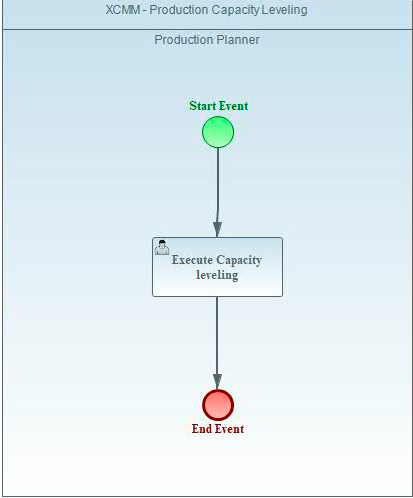 XCMM - Production Capacity Leveling
Production Planner
Start Event
Execute Capacity
leveling
End Event